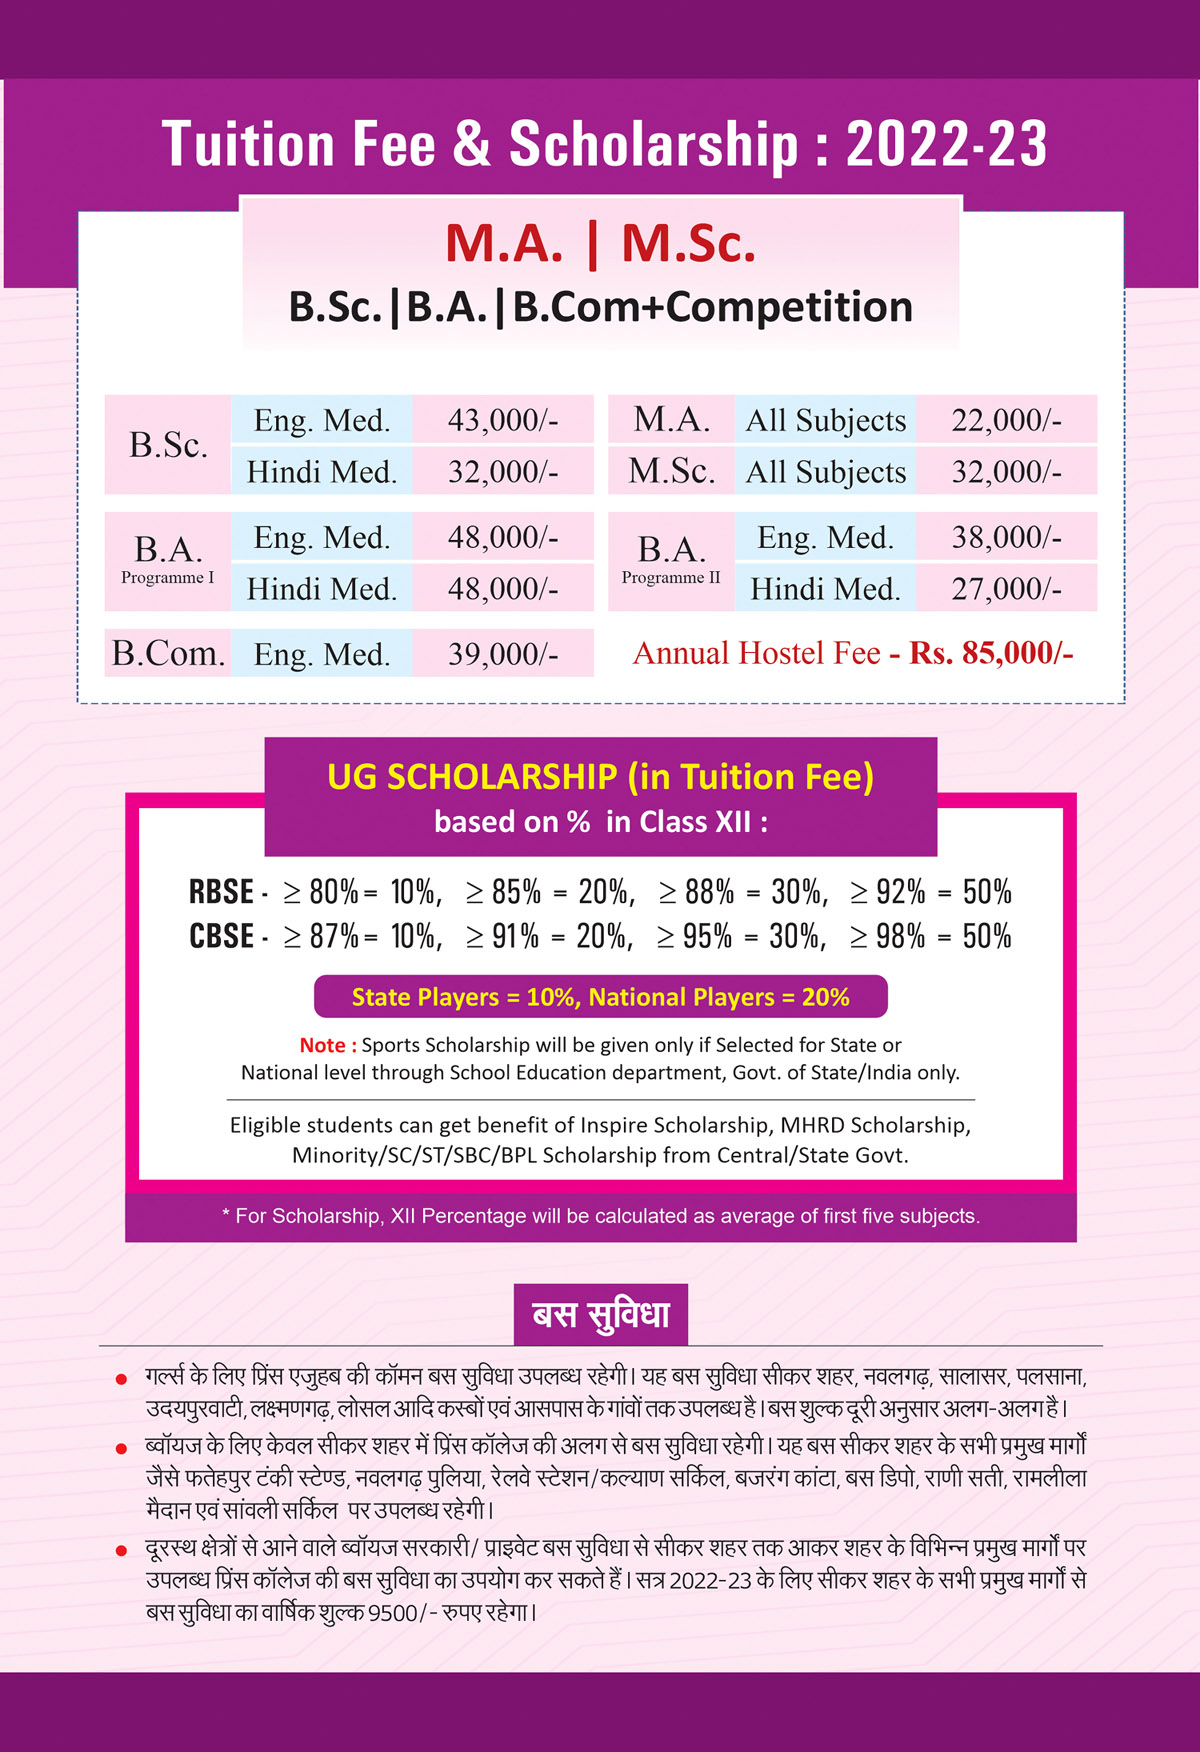 Tuition Fee & Scholarship : 2022-23
M.A. | M.Sc.
B.Sc.|B.A.|B.Com+Competition
B.Sc. Eng. Med. 43,000/-
Hindi Med. 32,000/-
M.A. All Subjects 22,000/-
M.Sc. All Subjects 32,000/-
B.A. Programme I Eng. Med. 48,000/-
Hindi Med. 48,000/-
B.A. Programme II Eng. Med. 38,000/-
Hindi Med. 27,000/-
B.Com. Eng. Med. 39,000/-
Annual Hostel Fee - Rs. 85,000/-
UG SCHOLARSHIP (in Tuition Fee)
based on % in Class XII :
RBSE - ≥ 80% = 10%, ≥ 85% = 20%, ≥ 88% = 30%, ≥ 92% = 50%
CBSE - ≥ 87% = 10%, ≥ 91% = 20%, ≥ 95% = 30%, ≥ 98% = 50%
State Players = 10%, National Players = 20%
Note : Sports Scholarship will be given only if Selected for State or
National level through School Education department, Govt. of State/India only.
Eligible students can get benefit of Inspire Scholarship, MHRD Scholarship,
Minority/SC/ST/SBC/BPL Scholarship from Central/State Govt.
* For Scholarship, XII Percentage will be calculated as average of first five subjects.
बस सुविधा
• गर्ल्स के लिए प्रिंस एजुहब की कॉमन बस सुविधा उपलब्ध रहेगी। यह बस सुविधा सीकर शहर, नवलगढ़, सालासर, पलसाना,
उदयपुरवाटी, लक्ष्मणगढ़, लोसल आदि कस्बों एवं आसपास के गांवों तक उपलब्ध है। बस शुल्क दूरी अनुसार अलग-अलग है।
• ब्वॉयज के लिए केवल सीकर शहर में प्रिंस कॉलेज की अलग से बस सुविधा रहेगी। यह बस सीकर शहर के सभी प्रमुख मार्गों
जैसे फतेहपुर टंकी स्टेण्ड, नवलगढ़ पुलिया, रेलवे स्टेशन/कल्याण सर्किल, बजरंग कांटा, बस डिपो, राणी सती, रामलीला
मैदान एवं सांवली सर्किल पर उपलब्ध रहेगी।
• दूरस्थ क्षेत्रों से आने वाले ब्वॉयज सरकारी/ प्राइवेट बस सुविधा से सीकर शहर तक आकर शहर के विभिन्न प्रमुख मार्गों पर
उपलब्ध प्रिंस कॉलेज की बस सुविधा का उपयोग कर सकते हैं। सत्र 2022-23 के लिए सीकर शहर के सभी प्रमुख मार्गों से
बस सुविधा का वार्षिक शुल्क 9500/- रुपए रहेगा।